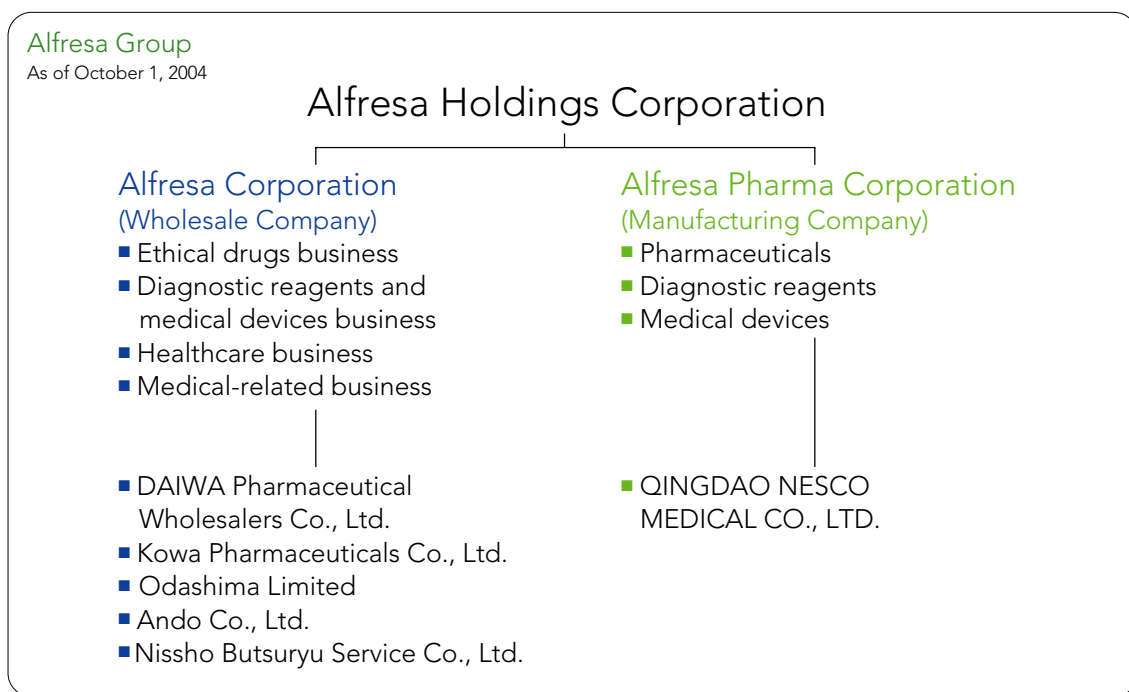 Alfresa Group
As of October 1, 2004
Alfresa Holdings Corporation
Alfresa Corporation
(Wholesale Company)
■ Ethical drugs business
■ Diagnostic reagents and
medical devices business
■ Healthcare business
■ Medical-related business
■ DAIWA Pharmaceutical
Wholesalers Co., Ltd.
■ Kowa Pharmaceuticals Co., Ltd.
■ Odashima Limited
■ Ando Co., Ltd.
■ Nissho Butsuryu Service Co., Ltd.
Alfresa Pharma Corporation
(Manufacturing Company)
■ Pharmaceuticals
■ Diagnostic reagents
■ Medical devices
■ QINGDAO NESCO
MEDICAL CO., LTD.